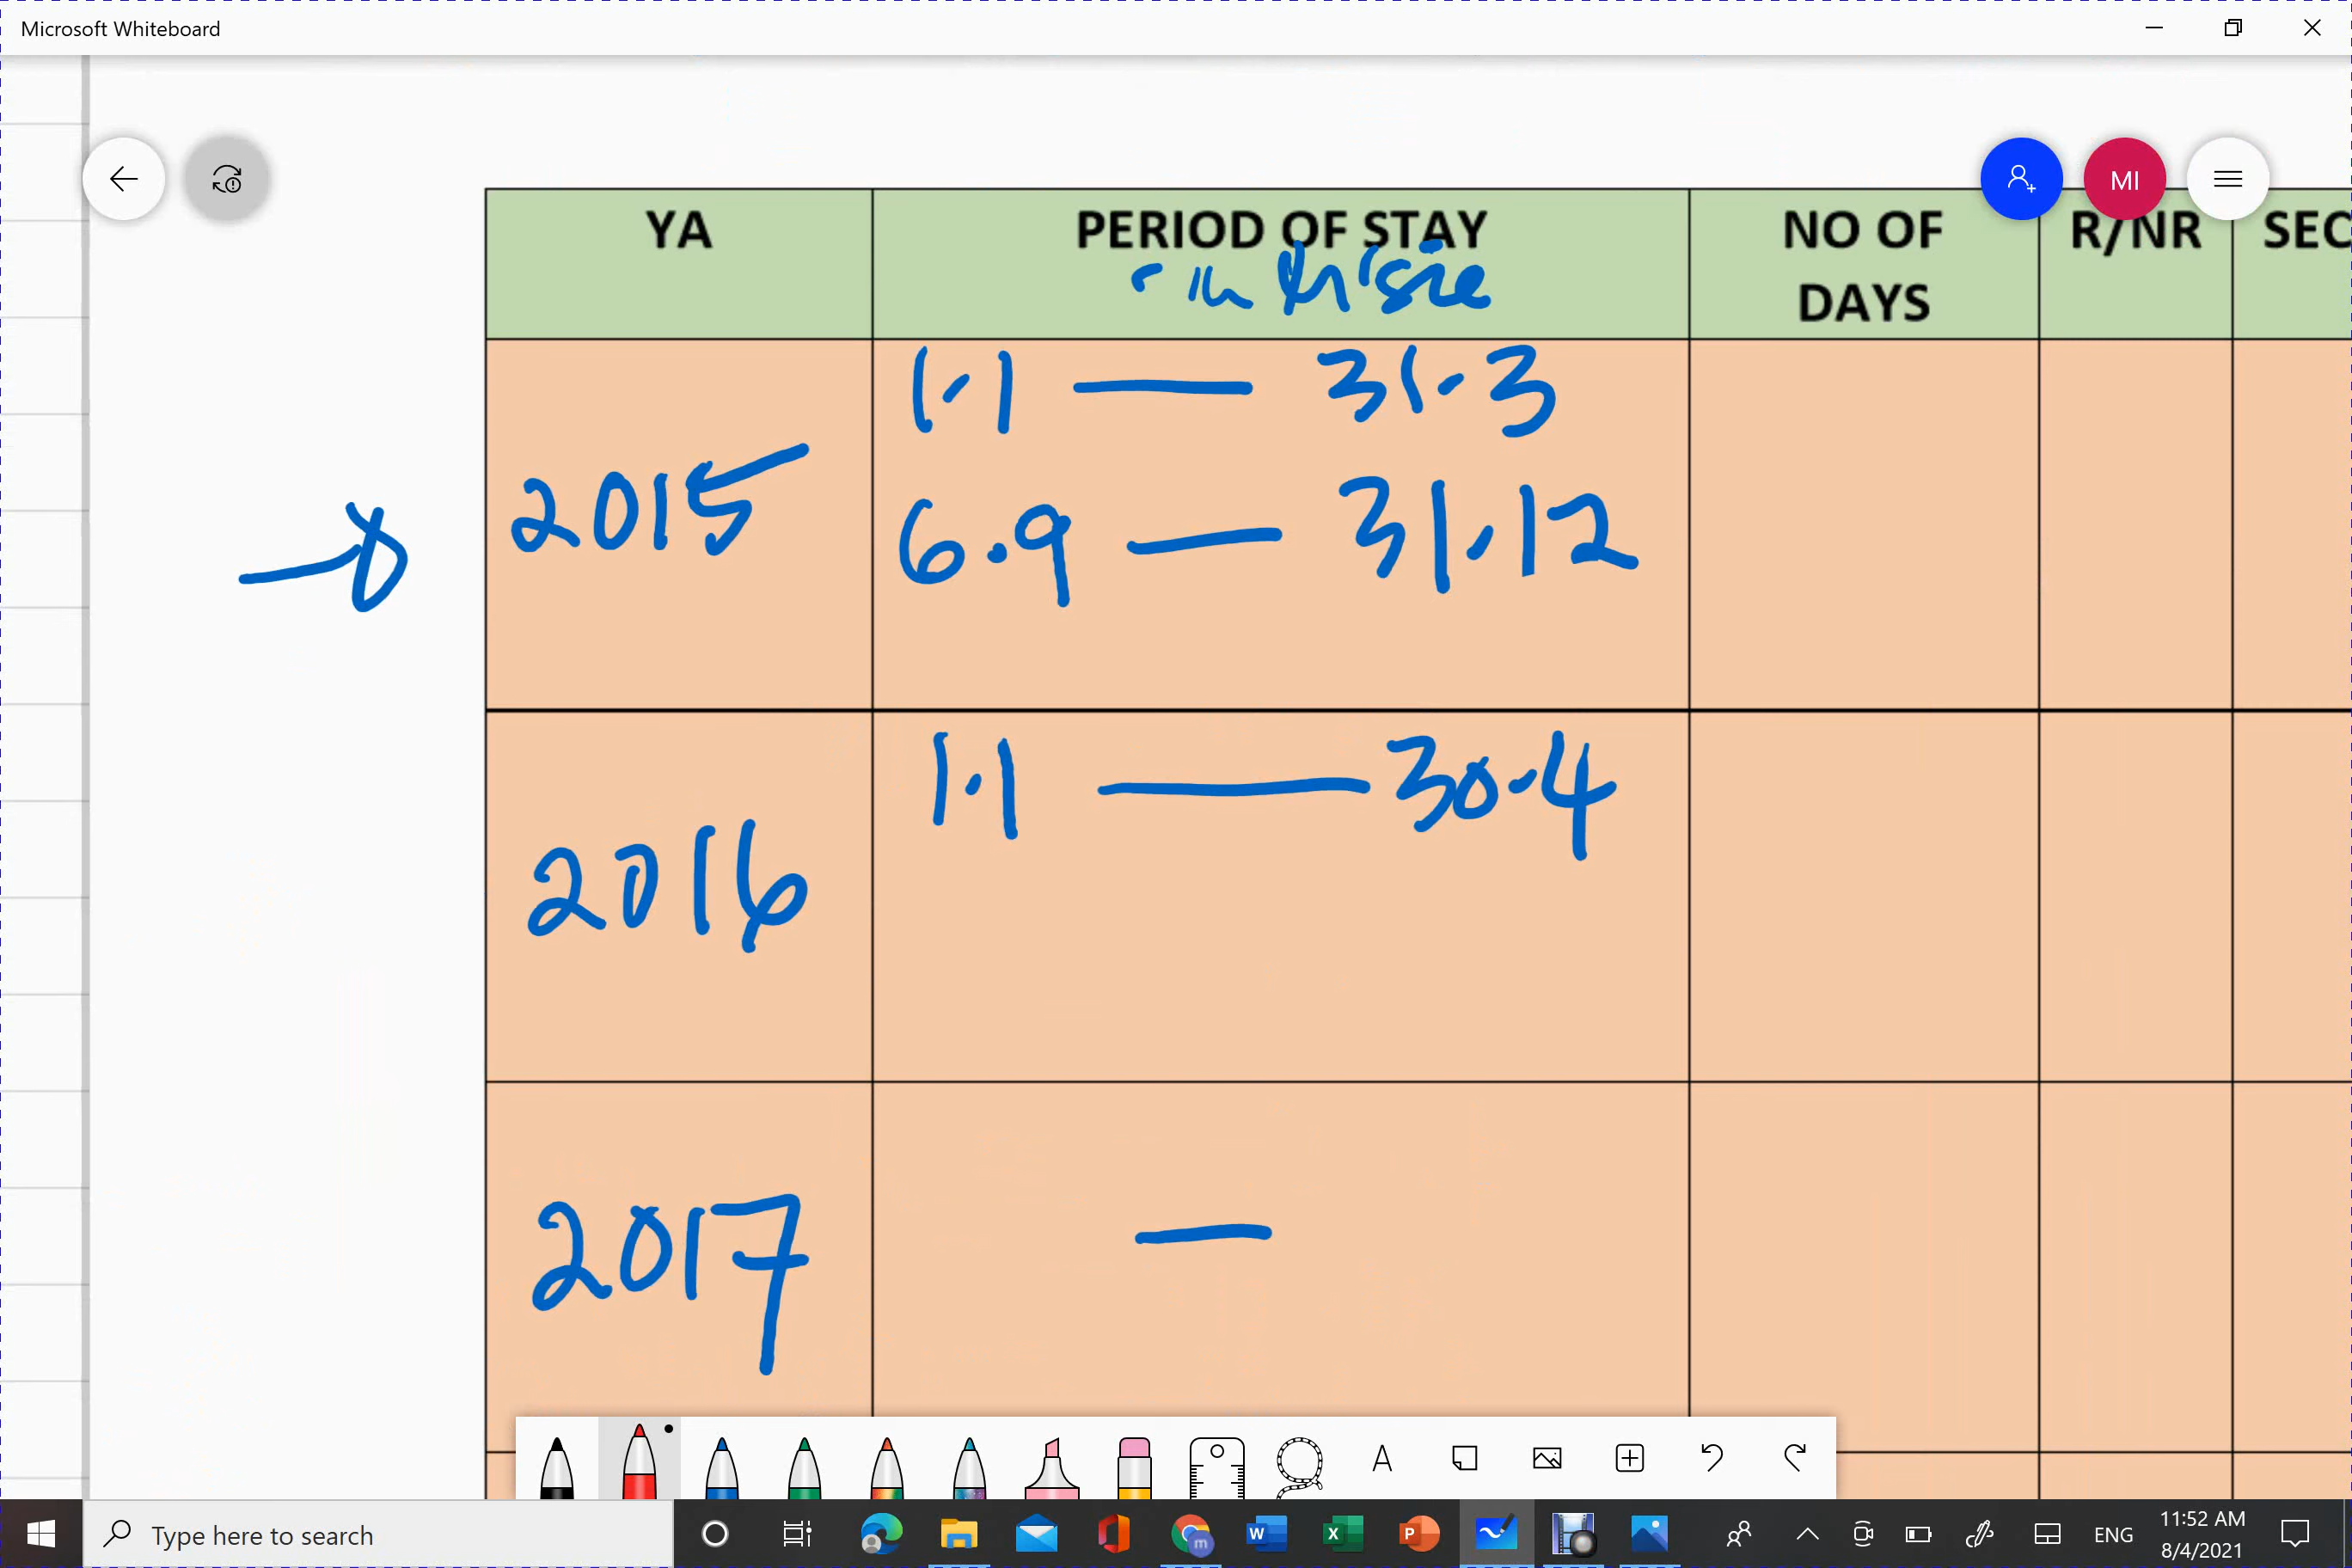 Microsoft Whiteboard
MI
YA PERIOD OF STAY NO OF DAYS R/NR SEC
in M'sia
1.1 — 31.3
2015 6.9 — 31.12
1.1 — 30.4
2016
2017 —
A
Type here to search
ENG 11:52 AM
8/4/2021